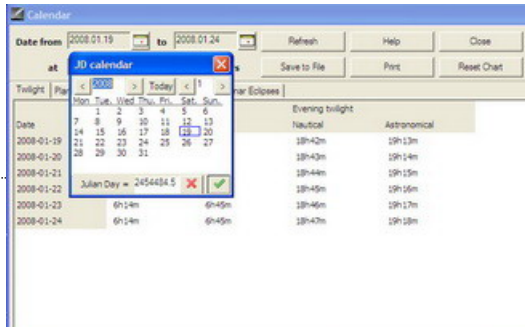 Calendar
Date from 2008.01.19 to 2008.01.24 Refresh Help Close
at s Save to File Print Reset Chart
JD calendar
< 2008 > Today < 1 >
Mon Tue. Wed Thu. Fri. Sat. Sun.
1 2 3 4 5 6
7 8 9 10 11 12 13
14 15 16 17 18 19 20
21 22 23 24 25 26 27
28 29 30 31
Julian Day = 2454484.5
Twilight Plan nar Eclipses
Evening twilight
Date Nautical Astronomical
2008-01-19 18h42m 19h13m
2008-01-20 18h43m 19h14m
2008-01-21 18h44m 19h15m
2008-01-22 18h45m 19h16m
2008-01-23 6h14m 6h45m 18h46m 19h17m
2008-01-24 6h14m 6h45m 18h47m 19h18m